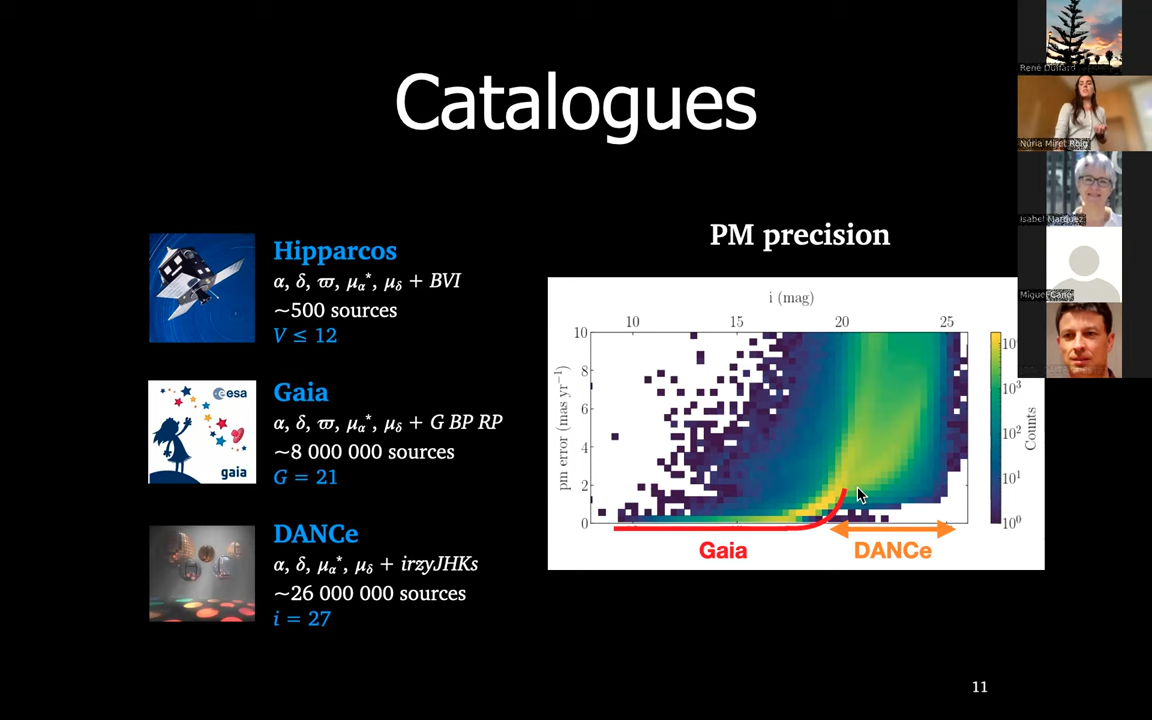 Catalogues
Hipparcos
α, δ, ϖ, μα*, μδ + BVI
~500 sources
V ≤ 12
esa
gaia
Gaia
α, δ, ϖ, μα*, μδ + G BP RP
~8 000 000 sources
G = 21
DANCe
α, δ, μα*, μδ + irzyJHKs
~26 000 000 sources
i = 27
PM precision
i (mag)
10 15 20 25
10
8
6
4
2
0
pm error (mas yr⁻¹)
10³
10²
10¹
10⁰
Counts
Gaia
DANCe
11
René Duffard
Núria Miret Roig
Isabel Márquez
Miguel Cano